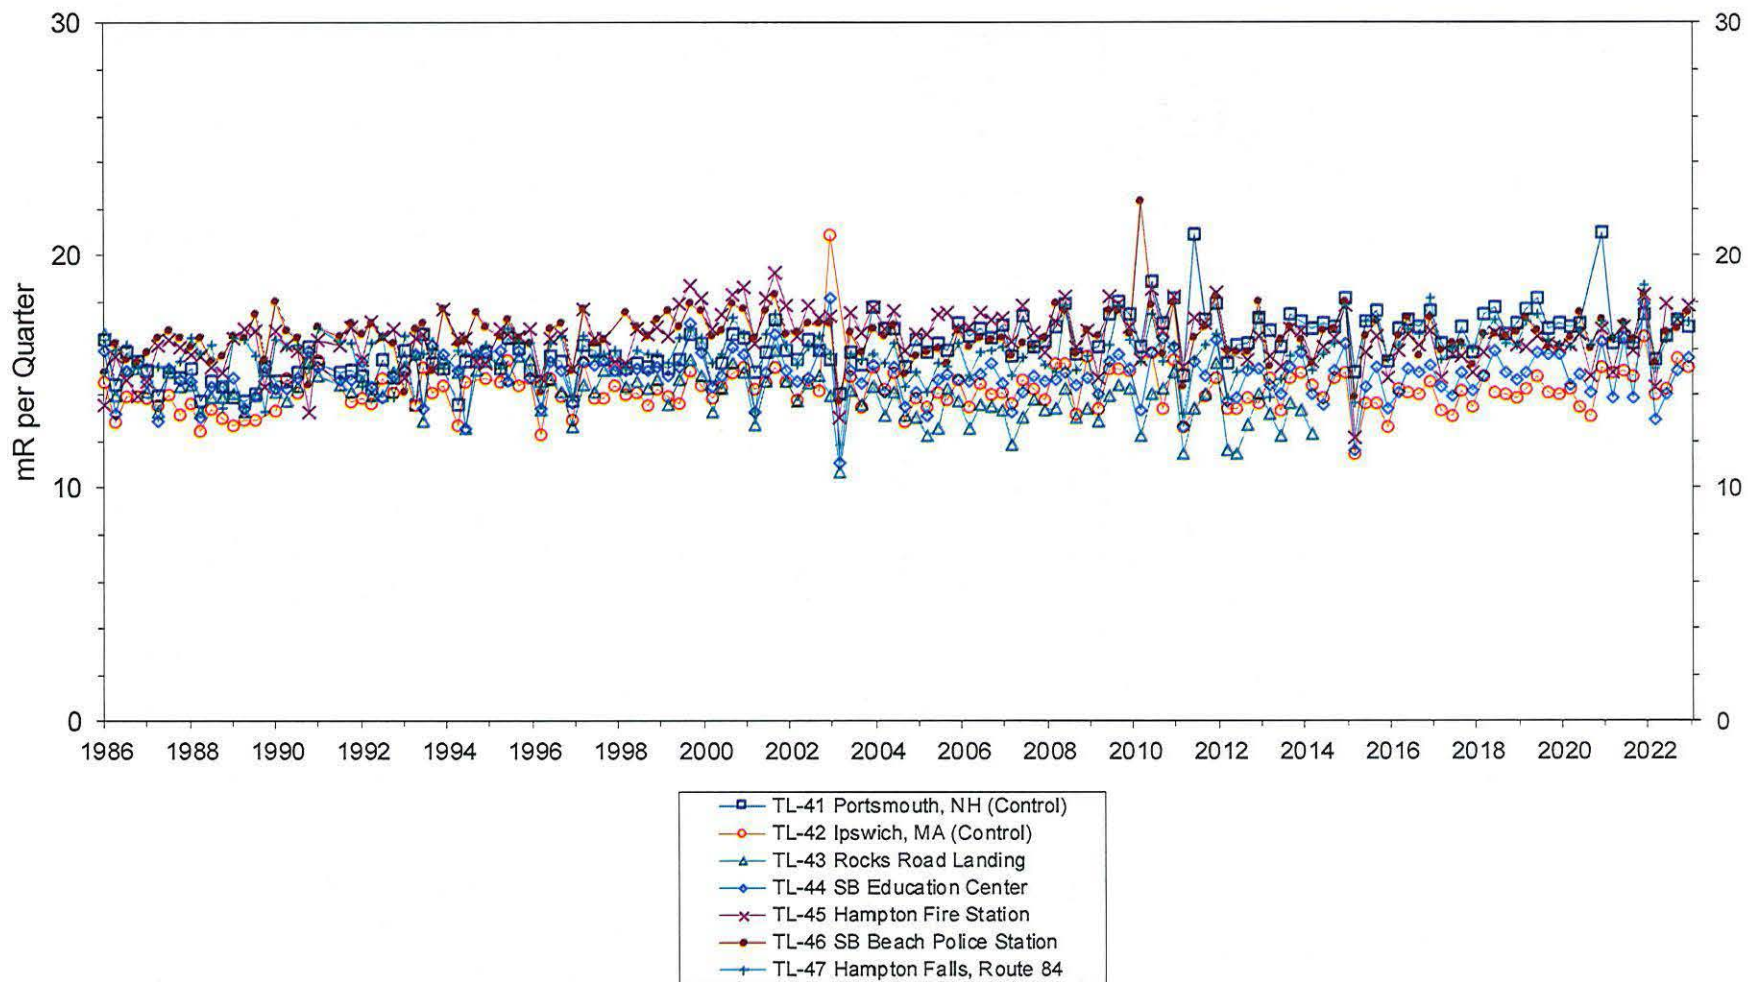 30
30
20
20
10
10
0
0
mR per Quarter
1986 1988 1990 1992 1994 1996 1998 2000 2002 2004 2006 2008 2010 2012 2014 2016 2018 2020 2022
TL-41 Portsmouth, NH (Control)
TL-42 Ipswich, MA (Control)
TL-43 Rocks Road Landing
TL-44 SB Education Center
TL-45 Hampton Fire Station
TL-46 SB Beach Police Station
TL-47 Hampton Falls, Route 84